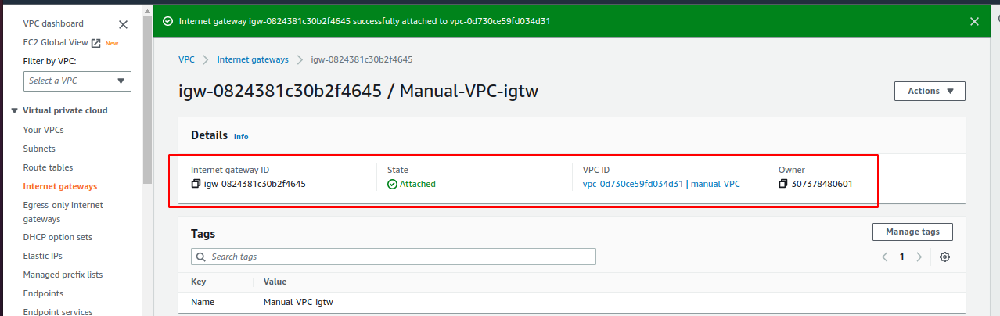 VPC dashboard
EC2 Global View New
Filter by VPC:
Select a VPC
Virtual private cloud
Your VPCs
Subnets
Route tables
Internet gateways
Egress-only internet
gateways
DHCP option sets
Elastic IPs
Managed prefix lists
Endpoints
Endpoint services
Internet gateway igw-0824381c30b2f4645 successfully attached to vpc-0d730ce59fd034d31
VPC Internet gateways igw-0824381c30b2f4645
igw-0824381c30b2f4645 / Manual-VPC-igtw
Actions
Details Info
Internet gateway ID
igw-0824381c30b2f4645
State
Attached
VPC ID
vpc-0d730ce59fd034d31 | manual-VPC
Owner
307378480601
Tags
Manage tags
Search tags
1
Key Value
Name Manual-VPC-igtw